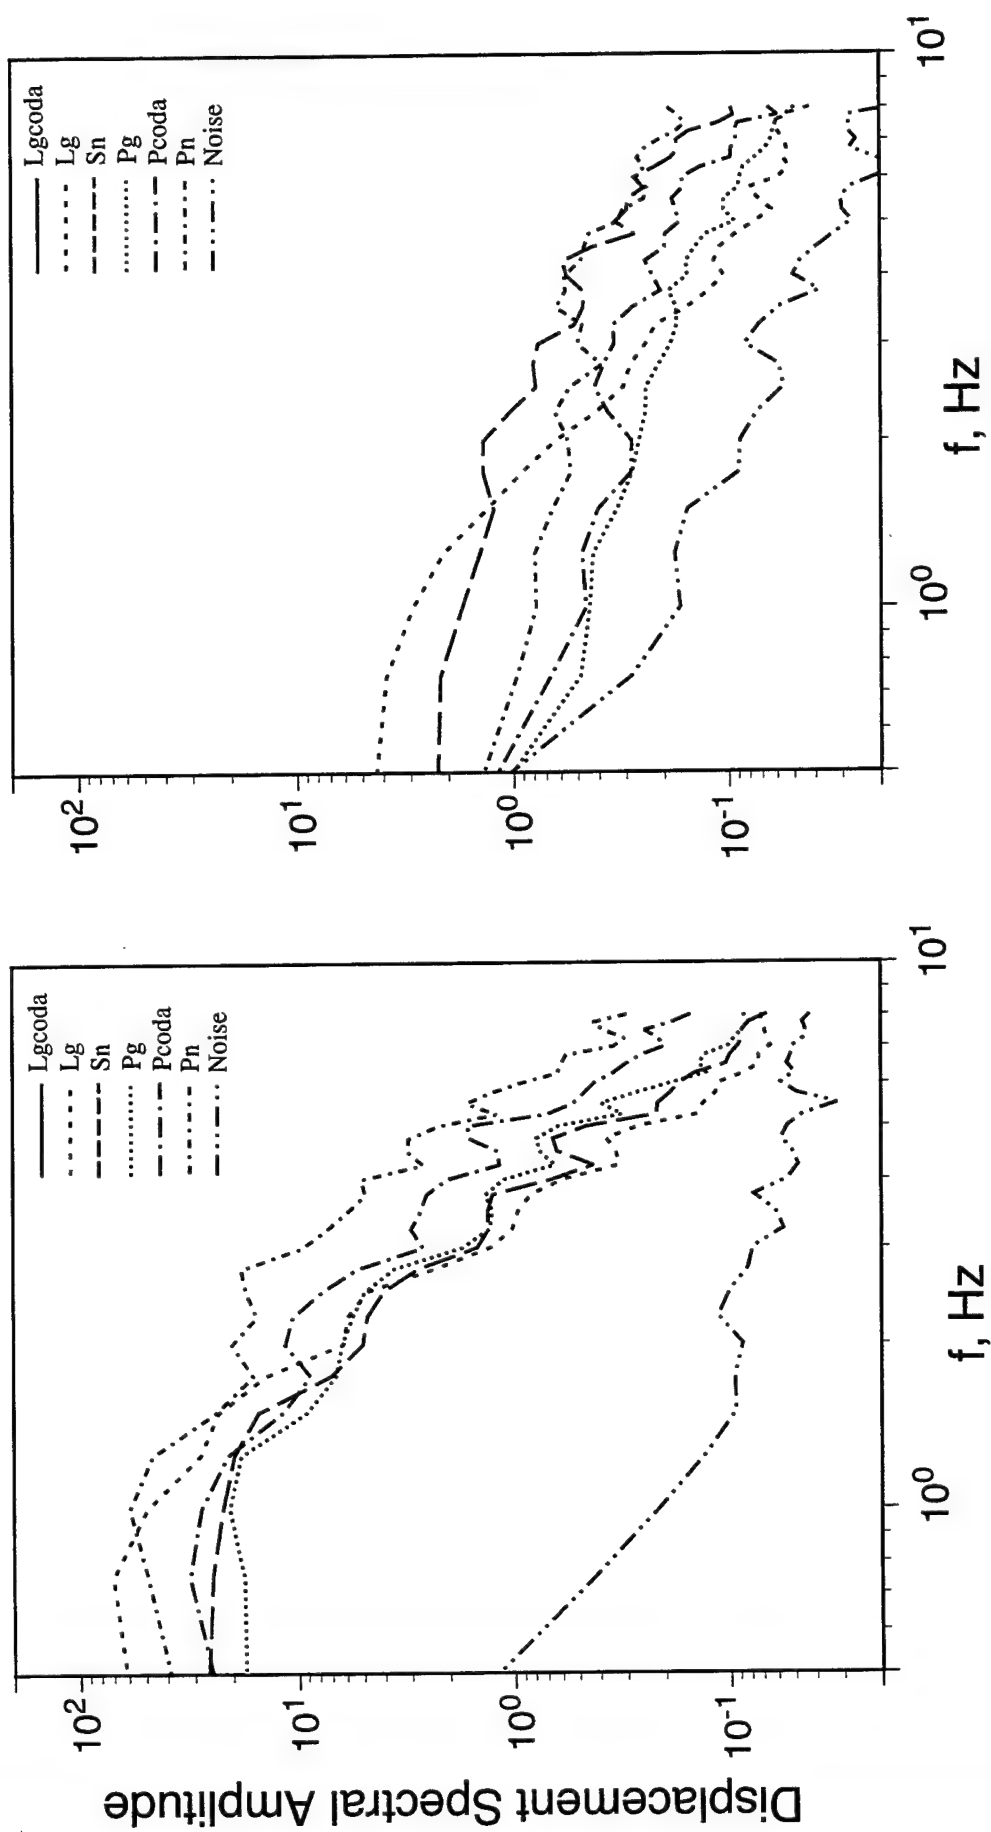 Displacement Spectral Amplitude
10²
10¹
10⁰
10⁻¹
Lgcoda
Lg
Sn
Pg
Pcoda
Pn
Noise
10⁰
10¹
f, Hz
10²
10¹
10⁰
10⁻¹
Lgcoda
Lg
Sn
Pg
Pcoda
Pn
Noise
10⁰
10¹
f, Hz